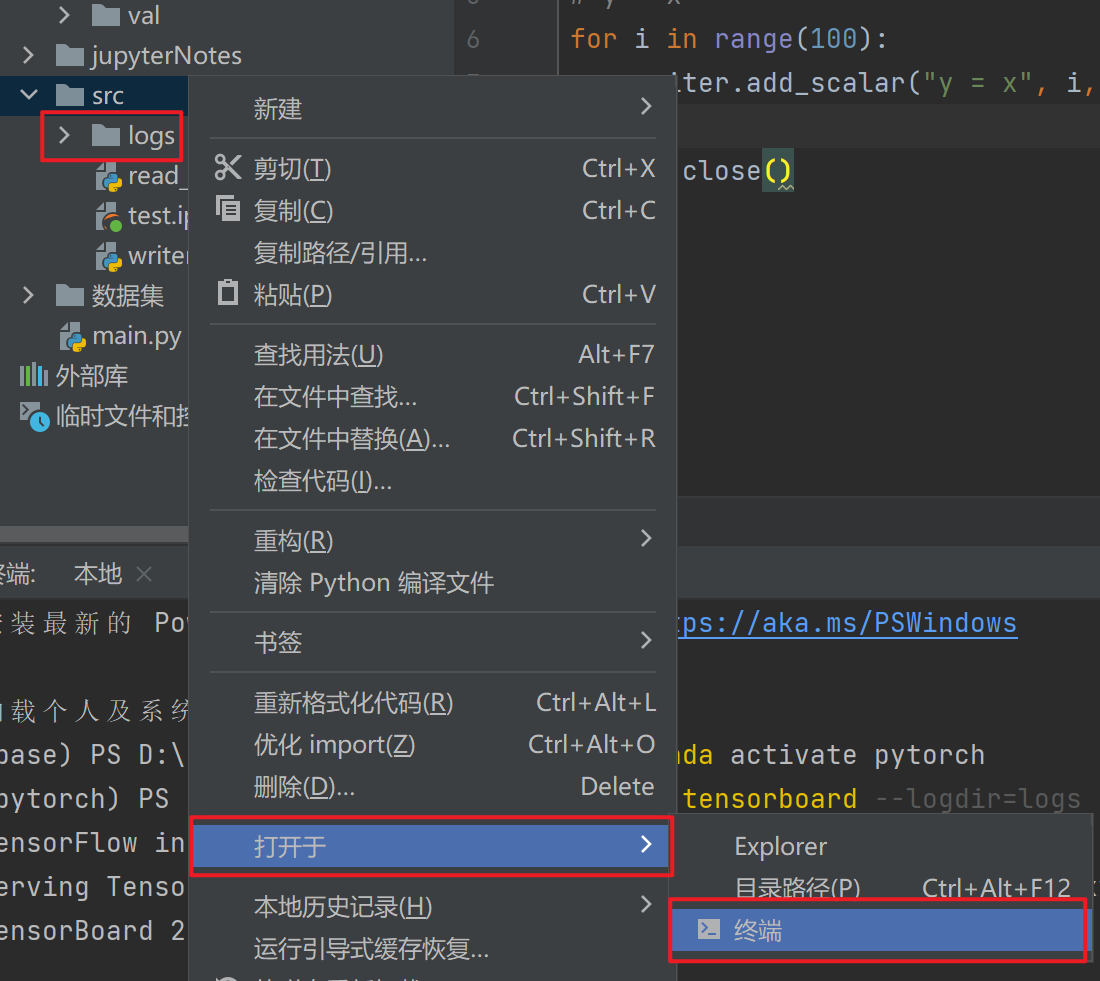 val
jupyterNotes
src
logs
read_
test.i
writer
数据集
main.py
外部库
临时文件和
6
# y = x
for i in range(100):
iter.add_scalar("y = x", i,
close()
新建
剪切(T) Ctrl+X
复制(C) Ctrl+C
复制路径/引用...
粘贴(P) Ctrl+V
查找用法(U) Alt+F7
在文件中查找... Ctrl+Shift+F
在文件中替换(A)... Ctrl+Shift+R
检查代码(I)...
重构(R)
清除 Python 编译文件
书签
重新格式化代码(R) Ctrl+Alt+L
优化 import(Z) Ctrl+Alt+O
删除(D)... Delete
打开于
本地历史记录(H)
运行引导式缓存恢复...
Explorer
目录路径(P) Ctrl+Alt+F12
终端
终端: 本地
装最新的 Pow
tps://aka.ms/PSWindows
载个人及系统
base) PS D:\ nda activate pytorch
pytorch) PS tensorboard --logdir=logs
ensorFlow in
erving Tenso
ensorBoard 2